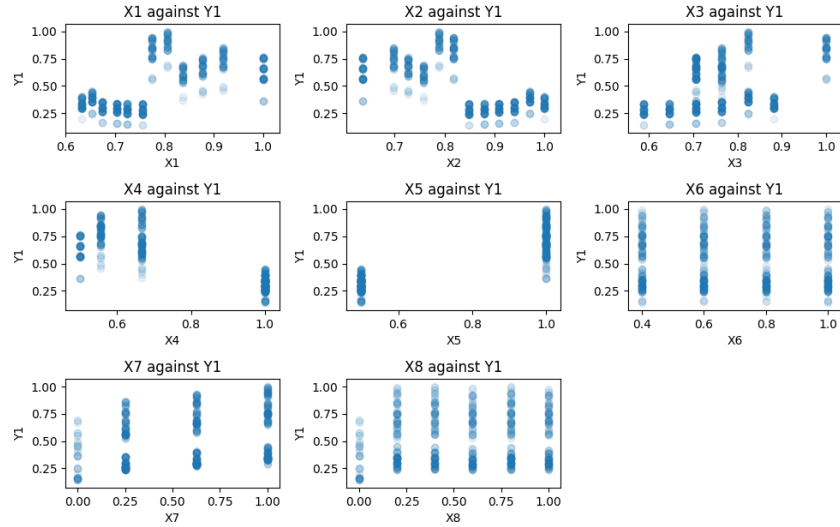 X1 against Y1
X2 against Y1
X3 against Y1
1.00
0.75
0.50
0.25
Y1
0.6
0.7
0.8
0.9
1.0
X1
1.00
0.75
0.50
0.25
Y1
0.7
0.8
0.9
1.0
X2
1.00
0.75
0.50
0.25
Y1
0.6
0.7
0.8
0.9
1.0
X3
X4 against Y1
X5 against Y1
X6 against Y1
1.00
0.75
0.50
0.25
Y1
0.6
0.8
1.0
X4
1.00
0.75
0.50
0.25
Y1
0.6
0.8
1.0
X5
1.00
0.75
0.50
0.25
Y1
0.4
0.6
0.8
1.0
X6
X7 against Y1
X8 against Y1
1.00
0.75
0.50
0.25
Y1
0.00
0.25
0.50
0.75
1.00
X7
1.00
0.75
0.50
0.25
Y1
0.0
0.2
0.4
0.6
0.8
1.0
X8